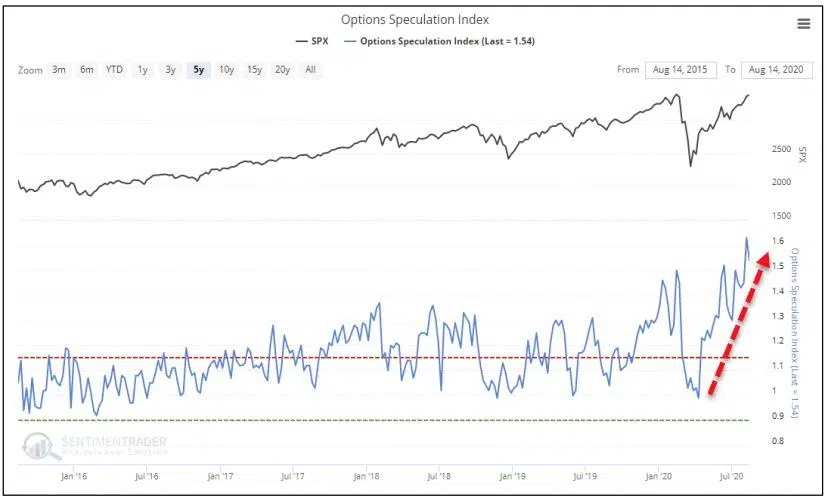 Options Speculation Index
SPX Options Speculation Index (Last = 1.54)
Zoom 3m 6m YTD 1y 3y 5y 10y 15y 20y All From Aug 14, 2015 To Aug 14, 2020
2500
2000
1500
SPX
1.6
1.5
1.4
1.3
1.2
1.1
1
0.9
0.8
Options Speculation Index (Last = 1.54)
SENTIMENTRADER
Analysis over Emotion
Jan '16 Jul '16 Jan '17 Jul '17 Jan '18 Jul '18 Jan '19 Jul '19 Jan '20 Jul '20